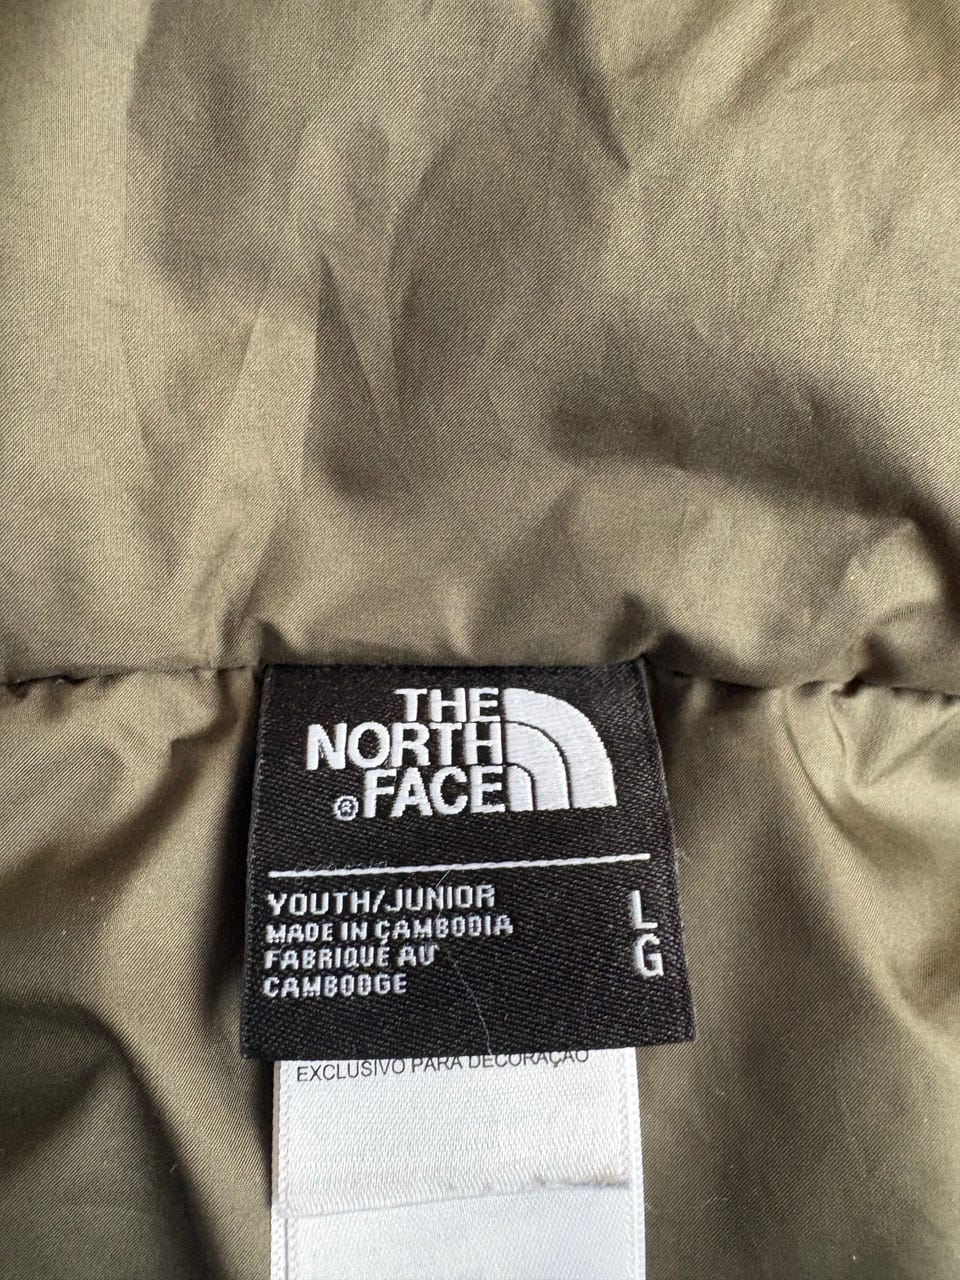 THE
NORTH
FACE
®
YOUTH/JUNIOR
MADE IN CAMBODIA
FABRIQUÉ AU
CAMBODGE
L
G
EXCLUSIVO PARA DECORAÇÃO